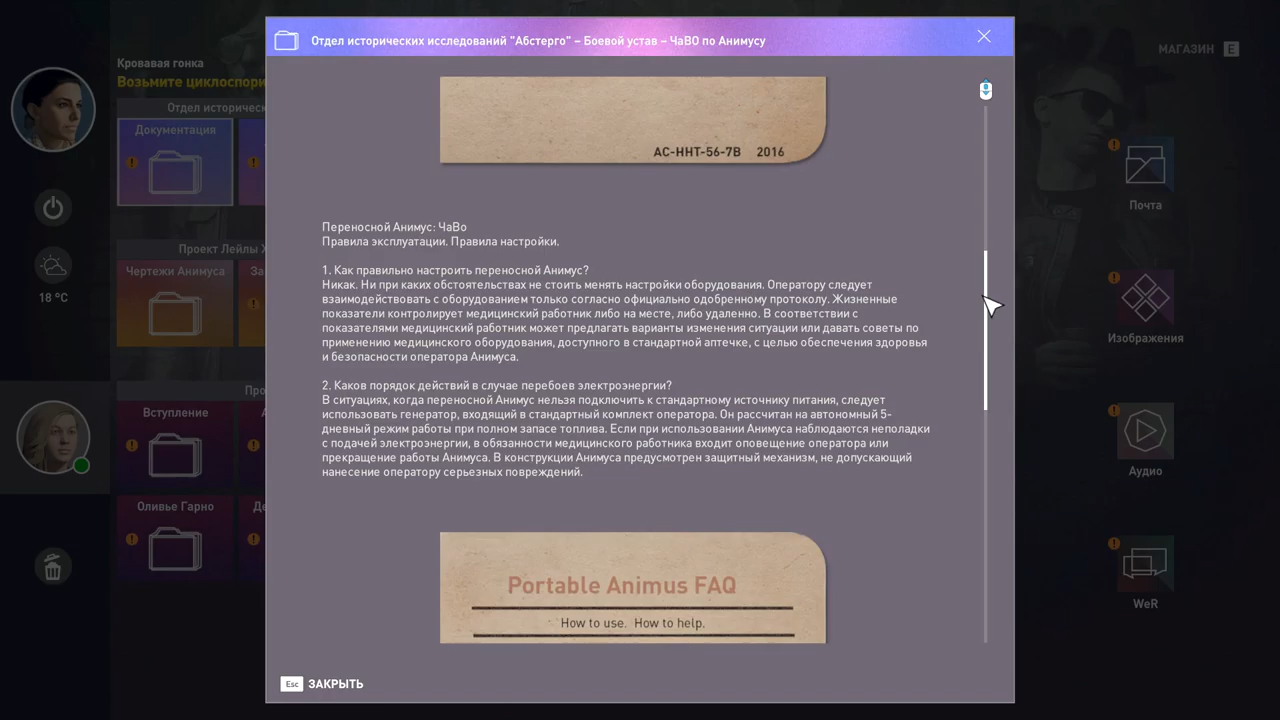 Отдел исторических исследований "Абстерго" – Боевой устав – ЧаВО по Анимусу
МАГАЗИН E
Кровавая гонка
Возьмите циклоспори
Отдел историческ
Документация
AC-HHT-56-7B 2016
Переносной Анимус: ЧаВо
Правила эксплуатации. Правила настройки.
1. Как правильно настроить переносной Анимус?
Никак. Ни при каких обстоятельствах не стоить менять настройки оборудования. Оператору следует
взаимодействовать с оборудованием только согласно официально одобренному протоколу. Жизненные
показатели контролирует медицинский работник либо на месте, либо удаленно. В соответствии с
показателями медицинский работник может предлагать варианты изменения ситуации или давать советы по
применению медицинского оборудования, доступного в стандартной аптечке, с целью обеспечения здоровья
и безопасности оператора Анимуса.
2. Каков порядок действий в случае перебоев электроэнергии?
В ситуациях, когда переносной Анимус нельзя подключить к стандартному источнику питания, следует
использовать генератор, входящий в стандартный комплект оператора. Он рассчитан на автономный 5-
дневный режим работы при полном запасе топлива. Если при использовании Анимуса наблюдаются неполадки
с подачей электроэнергии, в обязанности медицинского работника входит оповещение оператора или
прекращение работы Анимуса. В конструкции Анимуса предусмотрен защитный механизм, не допускающий
нанесение оператору серьезных повреждений.
Portable Animus FAQ
How to use. How to help.
18 °C
Проект Лейлы Х
Чертежи Анимуса
За
Про
Вступление
Оливье Гарно
Де
Почта
Изображения
Аудио
WeR
Esc ЗАКРЫТЬ